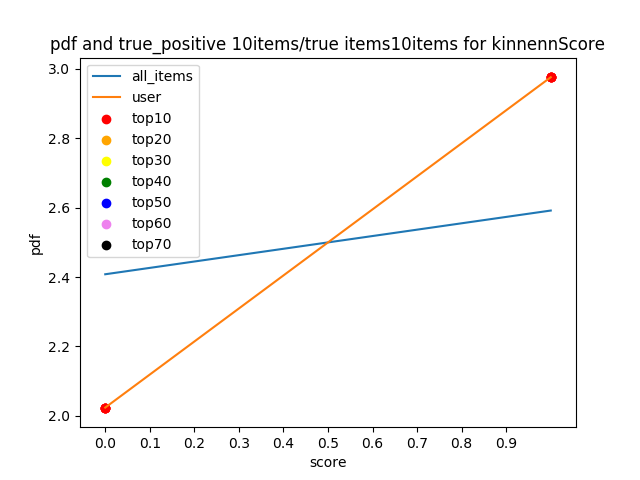 pdf and true_positive 10items/true items10items for kinnennScore
3.0
2.8
2.6
2.4
2.2
2.0
pdf
all_items
user
top10
top20
top30
top40
top50
top60
top70
0.0 0.1 0.2 0.3 0.4 0.5 0.6 0.7 0.8 0.9
score